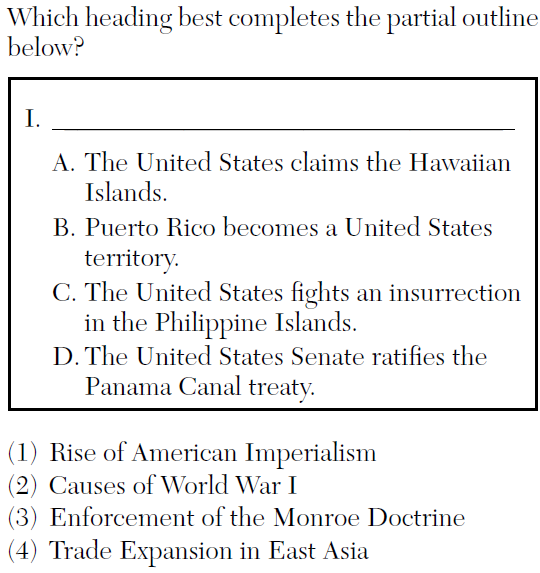 Which heading best completes the partial outline
below?
I. ________________________________
A. The United States claims the Hawaiian
Islands.
B. Puerto Rico becomes a United States
territory.
C. The United States fights an insurrection
in the Philippine Islands.
D. The United States Senate ratifies the
Panama Canal treaty.
(1) Rise of American Imperialism
(2) Causes of World War I
(3) Enforcement of the Monroe Doctrine
(4) Trade Expansion in East Asia